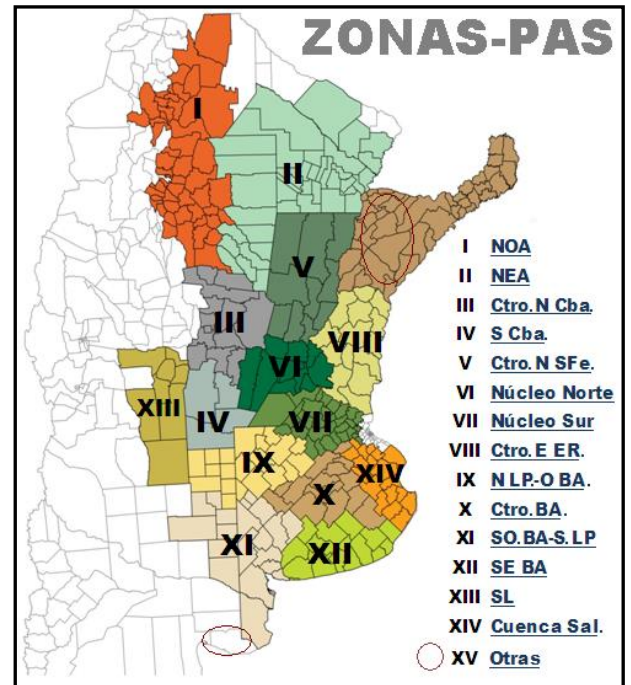 ZONAS-PAS
I
II
V
III
VIII
VI
XIII
IV
VII
IX
XIV
X
XI
XII
I NOA
II NEA
III Ctro.N Cba.
IV S Cba.
V Ctro.N SFe.
VI Núcleo Norte
VII Núcleo Sur
VIII Ctro.E ER.
IX N LP.-O BA.
X Ctro.BA.
XI SO.BA-S.LP
XII SE BA
XIII SL
XIV Cuenca Sal.
XV Otras